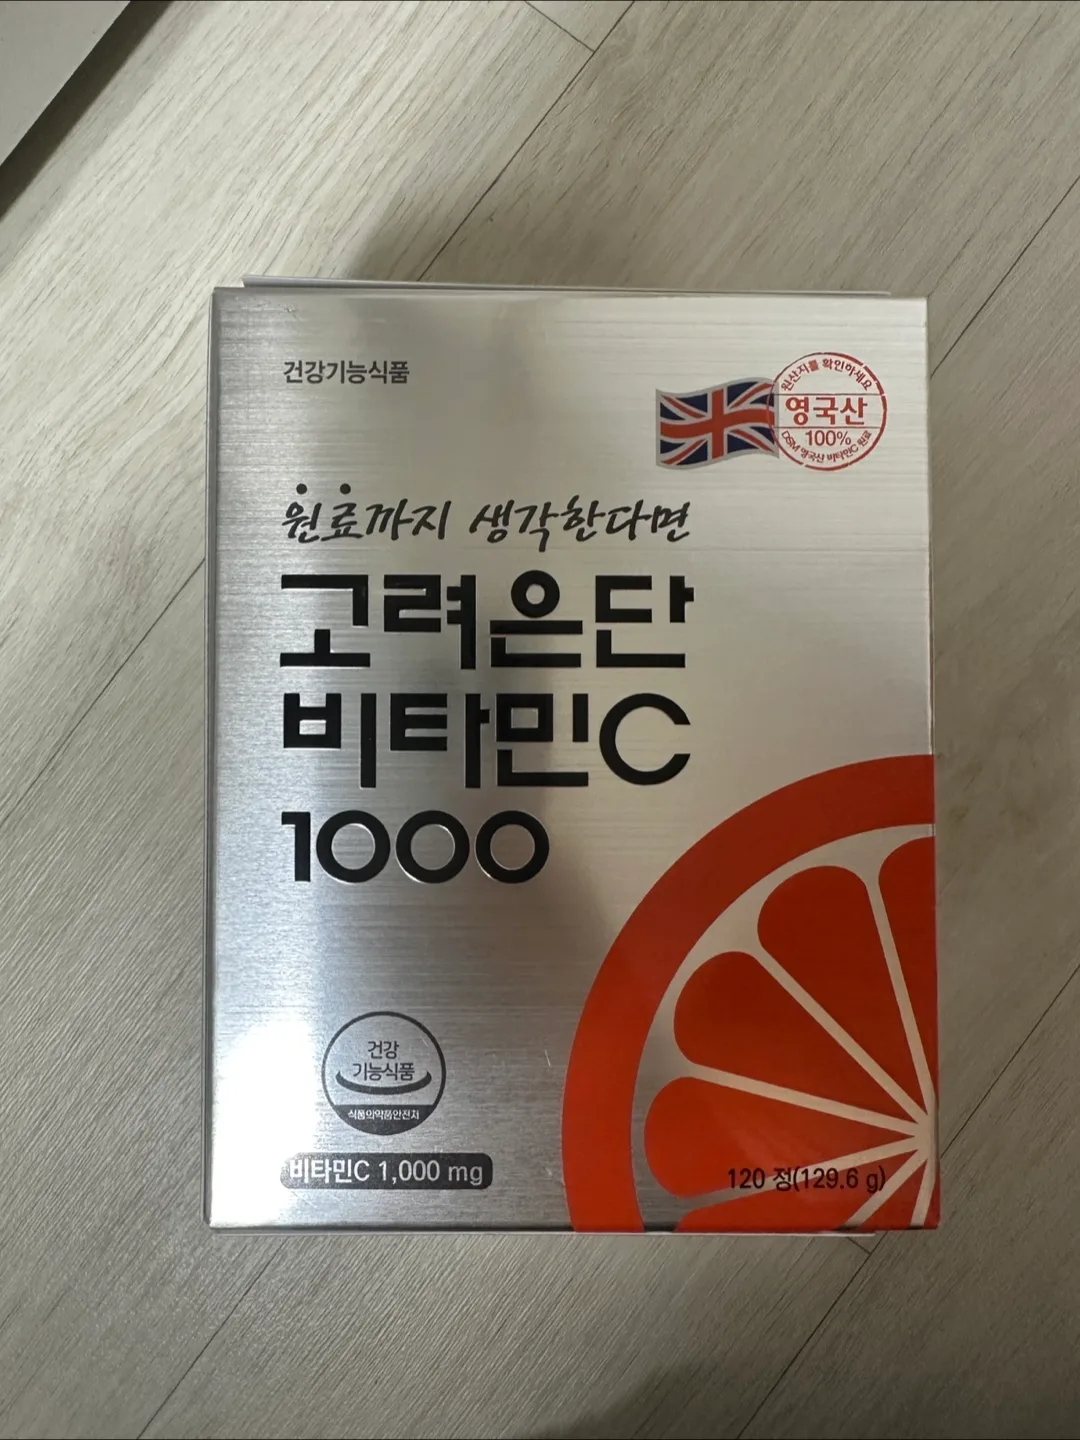 건강기능식품
원산지를 확인하세요
영국산
100%
DSM 영국산 비타민C 원료
원료까지 생각한다면
고려은단
비타민C
1000
건강
기능식품
식품의약품안전처
비타민C 1,000 mg
120 정(129.6 g)